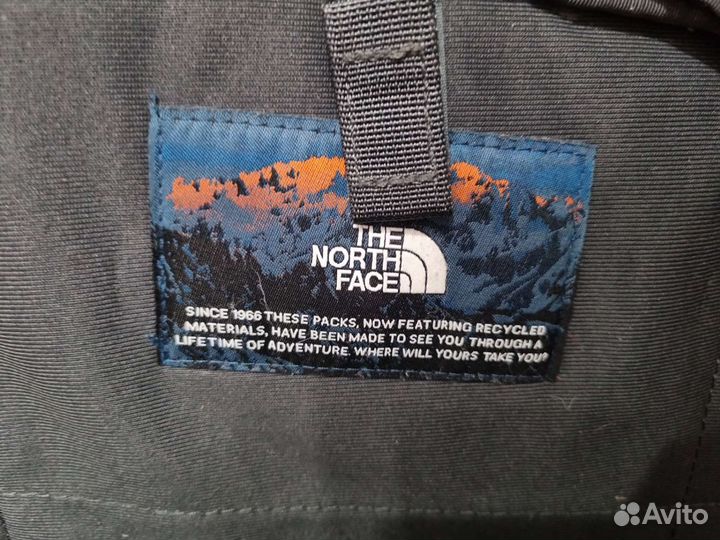 THE
NORTH
FACE
SINCE 1966 THESE PACKS, NOW FEATURING RECYCLED
MATERIALS, HAVE BEEN MADE TO SEE YOU THROUGH A
LIFETIME OF ADVENTURE. WHERE WILL YOURS TAKE YOU?
Avito